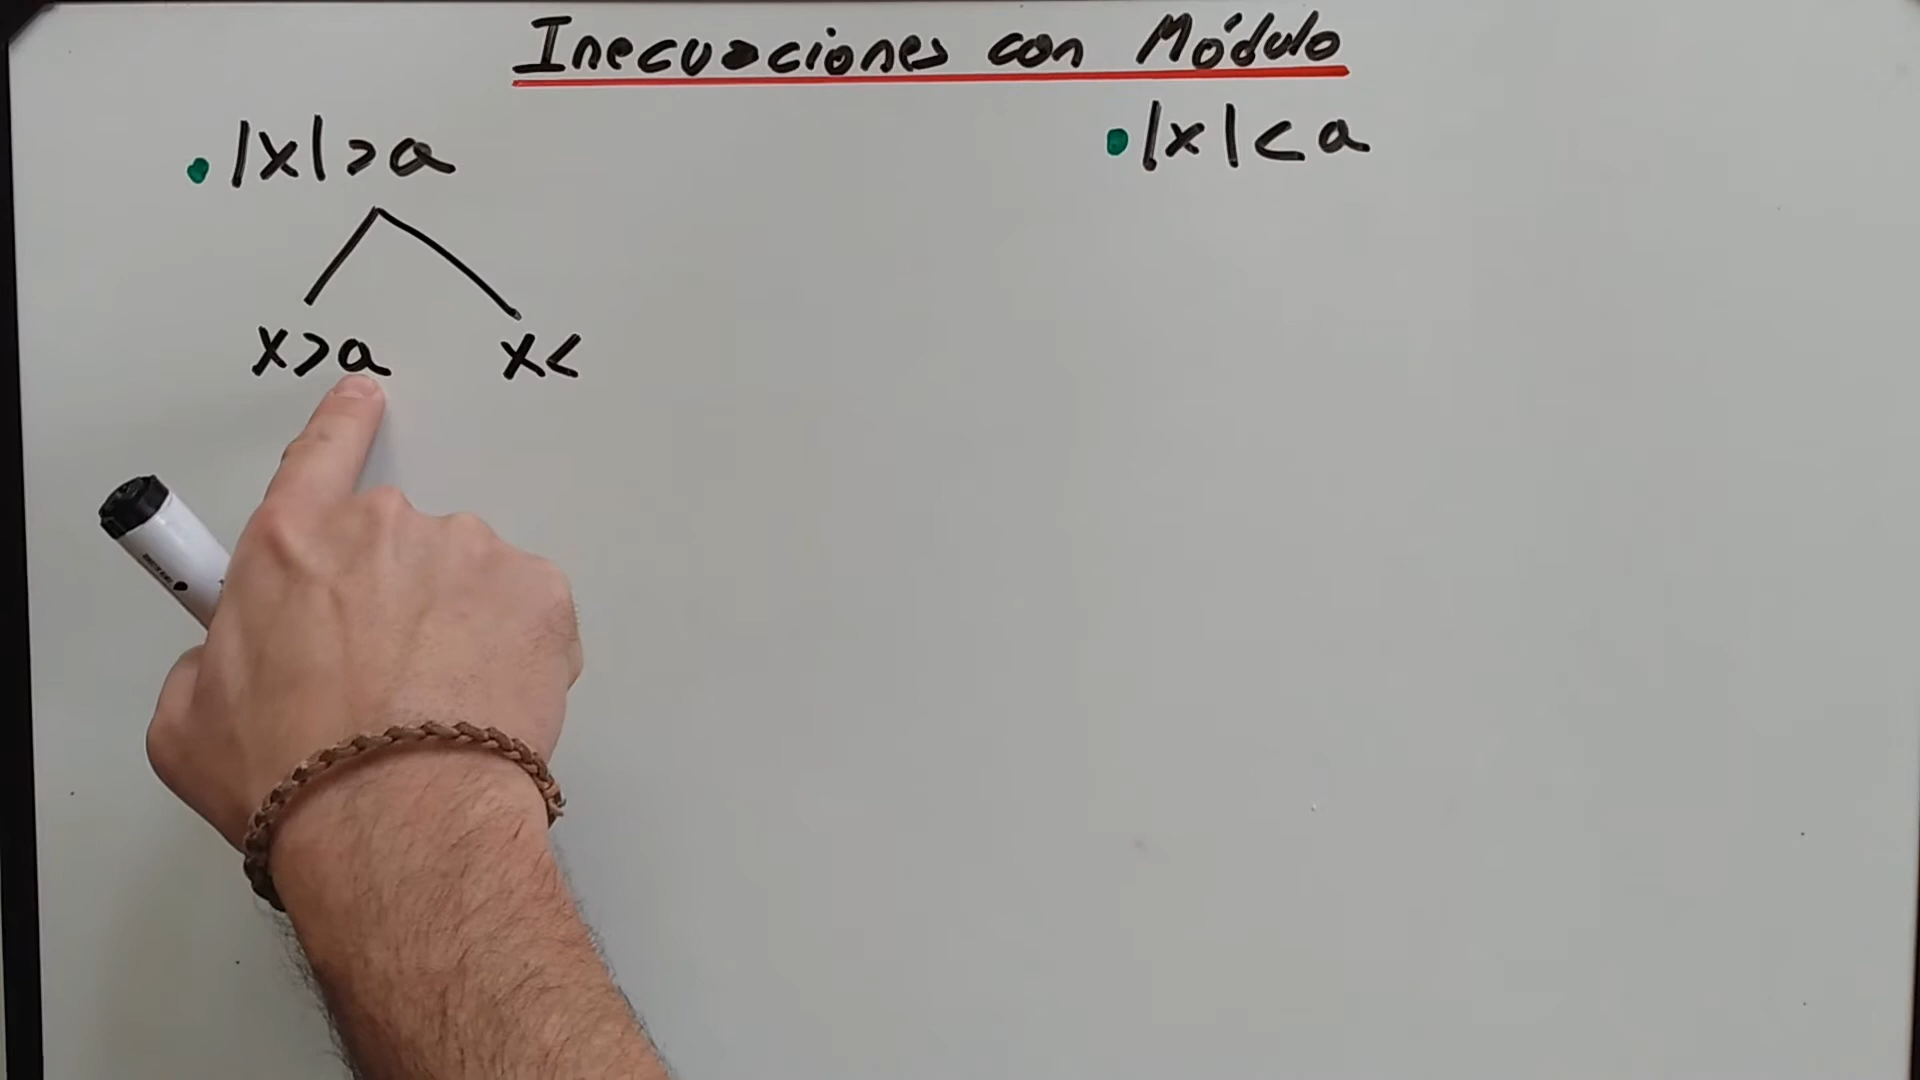 Inecuaciones con Módulo
• |x| > a
• |x| < a
x > a
x <